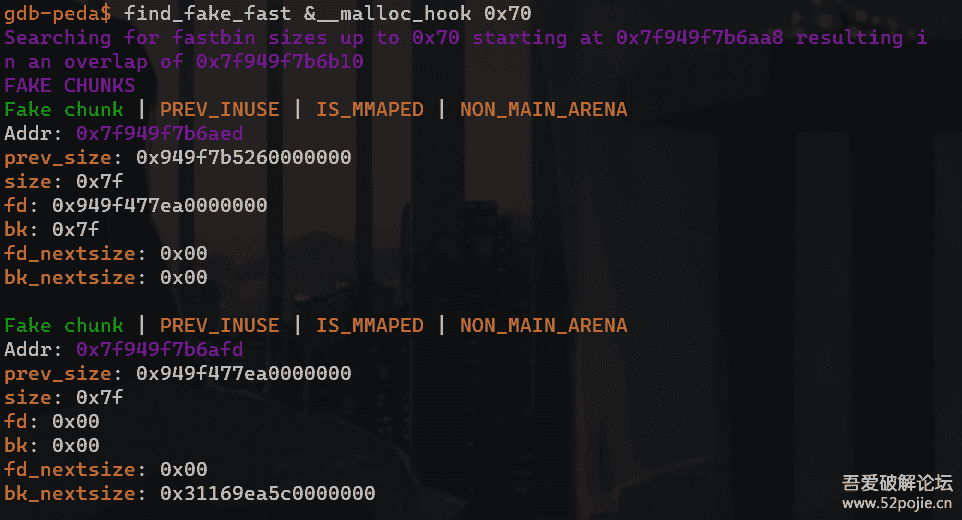 gdb-peda$ find_fake_fast &__malloc_hook 0x70
Searching for fastbin sizes up to 0x70 starting at 0x7f949f7b6aa8 resulting i
n an overlap of 0x7f949f7b6b10
FAKE CHUNKS
Fake chunk | PREV_INUSE | IS_MMAPED | NON_MAIN_ARENA
Addr: 0x7f949f7b6aed
prev_size: 0x949f7b5260000000
size: 0x7f
fd: 0x949f477ea0000000
bk: 0x7f
fd_nextsize: 0x00
bk_nextsize: 0x00
Fake chunk | PREV_INUSE | IS_MMAPED | NON_MAIN_ARENA
Addr: 0x7f949f7b6afd
prev_size: 0x949f477ea0000000
size: 0x7f
fd: 0x00
bk: 0x00
fd_nextsize: 0x00
bk_nextsize: 0x31169ea5c0000000
吾爱破解论坛
www.52pojie.cn